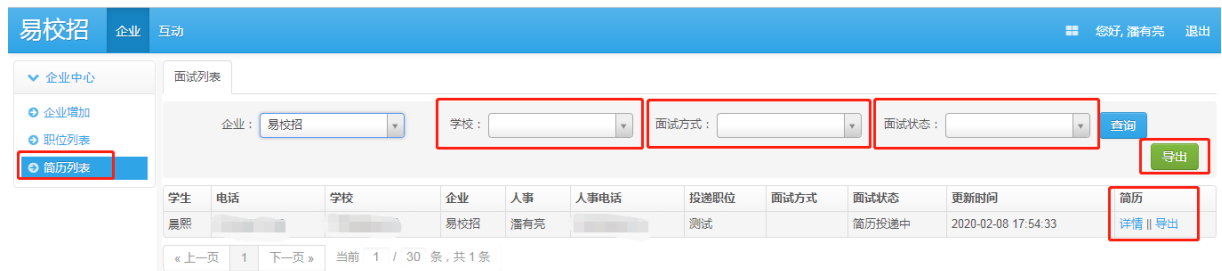 易校招 企业 互动 您好, 潘有亮 退出
企业中心
企业增加
职位列表
简历列表
面试列表
企业： 易校招 学校： 面试方式： 面试状态： 查询
导出
学生 电话 学校 企业 人事 人事电话 投递职位 面试方式 面试状态 更新时间 简历
晨熙 易校招 潘有亮 测试 简历投递中 2020-02-08 17:54:33 详情 || 导出
« 上一页 1 下一页 » 当前 1 / 30 条，共 1 条